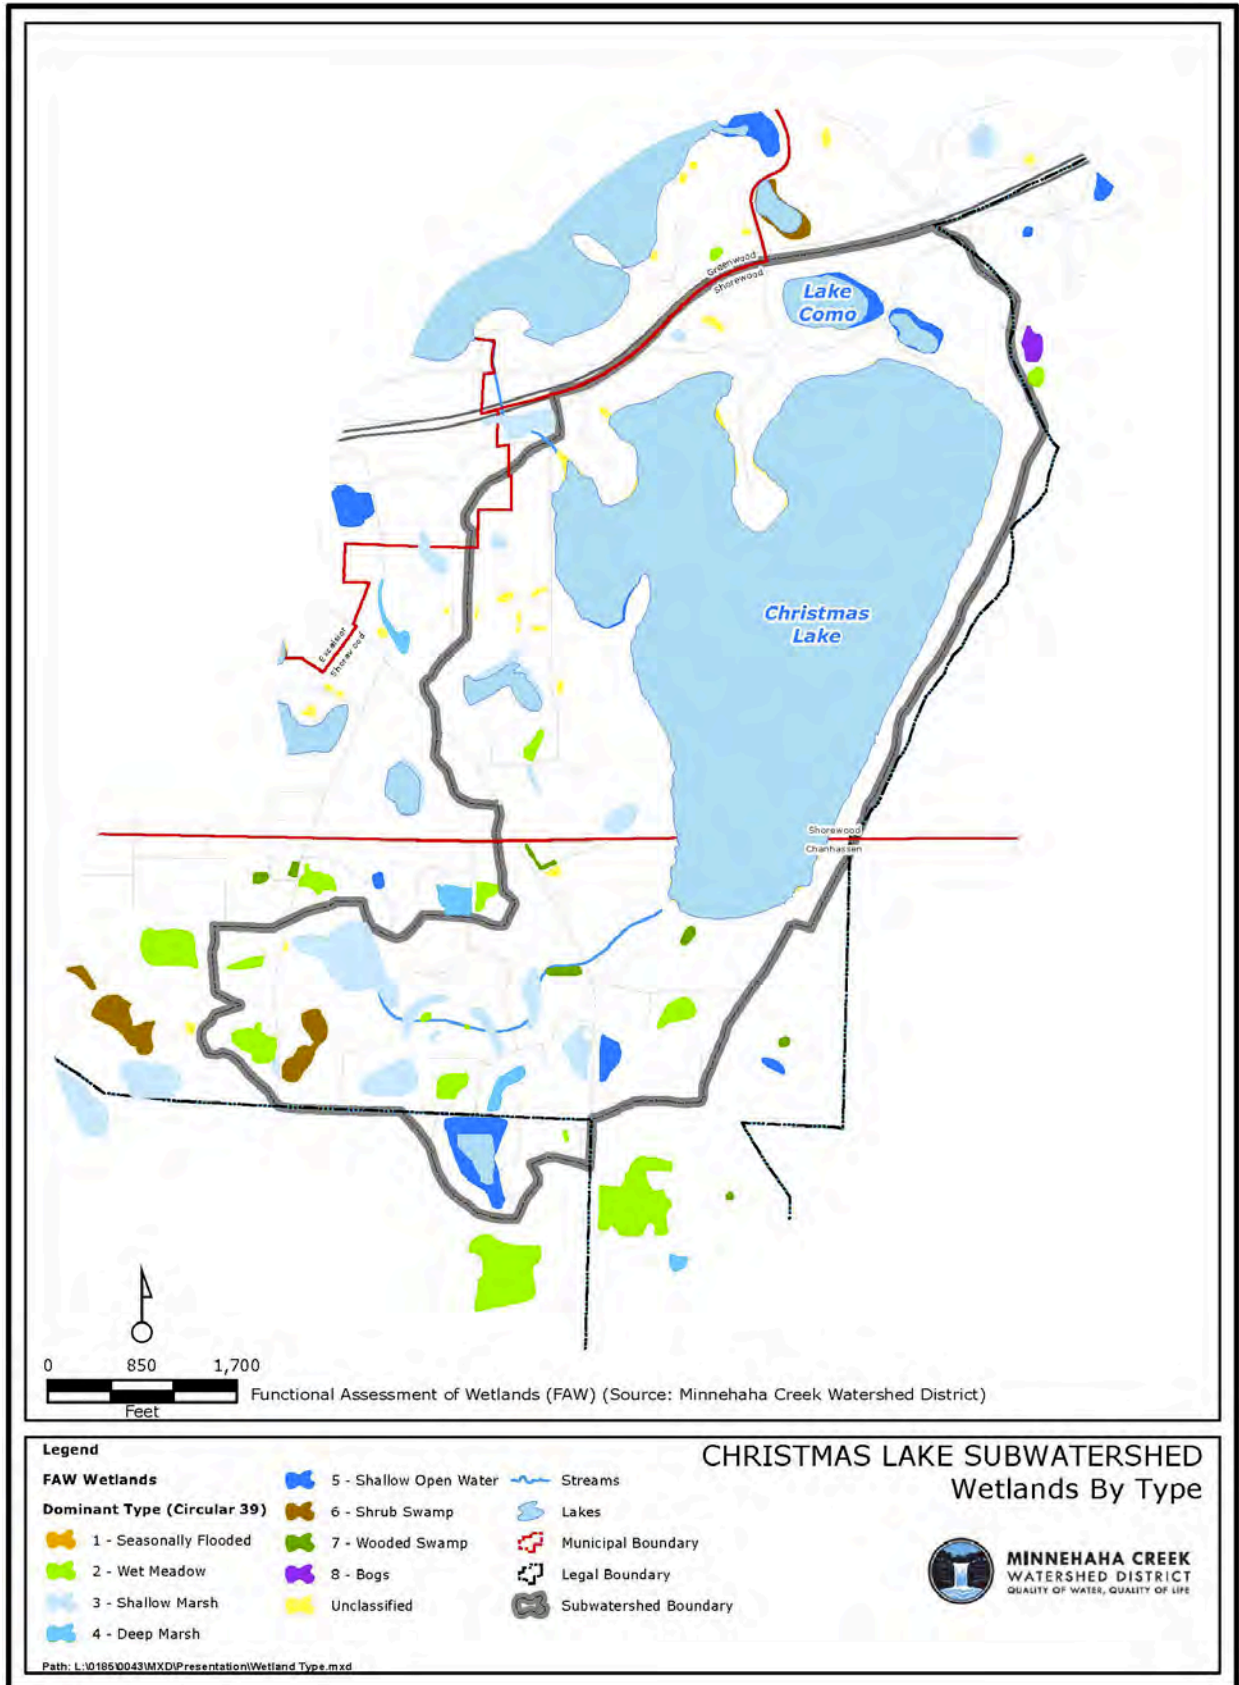 Greenwood
Shorewood
Lake
Como
Christmas
Lake
Excelsior
Shorewood
Shorewood
Chanhassen
0 850 1,700
Feet
Functional Assessment of Wetlands (FAW) (Source: Minnehaha Creek Watershed District)
Legend
FAW Wetlands
Dominant Type (Circular 39)
1 - Seasonally Flooded
2 - Wet Meadow
3 - Shallow Marsh
4 - Deep Marsh
5 - Shallow Open Water
6 - Shrub Swamp
7 - Wooded Swamp
8 - Bogs
Unclassified
Streams
Lakes
Municipal Boundary
Legal Boundary
Subwatershed Boundary
CHRISTMAS LAKE SUBWATERSHED
Wetlands By Type
MINNEHAHA CREEK
WATERSHED DISTRICT
QUALITY OF WATER, QUALITY OF LIFE
Path: L:\0185\0043\MXD\Presentation\Wetland Type.mxd